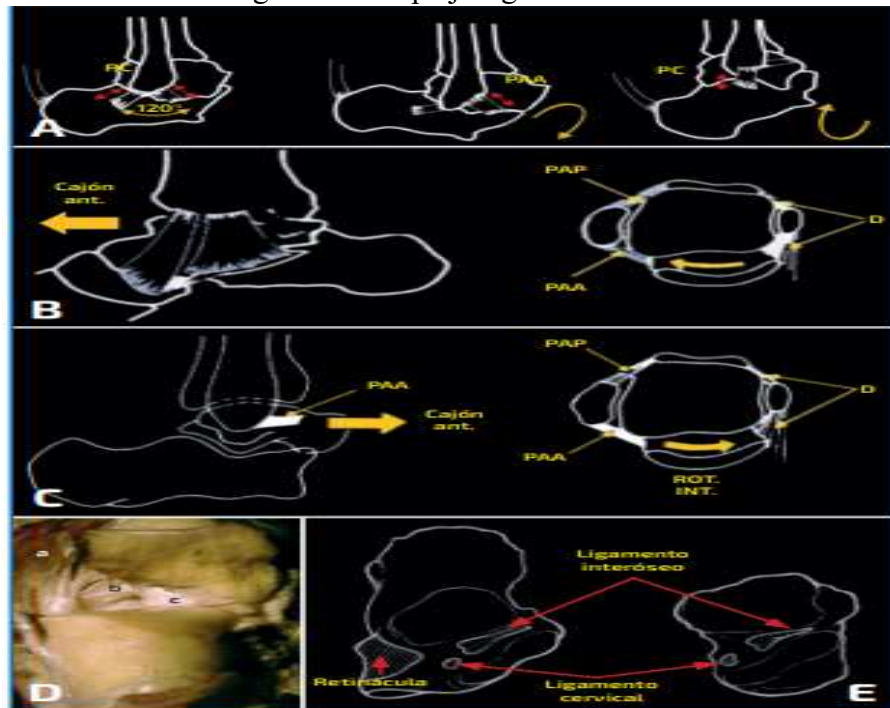 PC
120°
PAA
PC
A
Cajón
ant.
PAP
D
PAA
B
PAA
Cajón
ant.
PAP
D
PAA
ROT.
INT.
C
a
b
c
D
Ligamento
interóseo
Retinácula
Ligamento
cervical
E